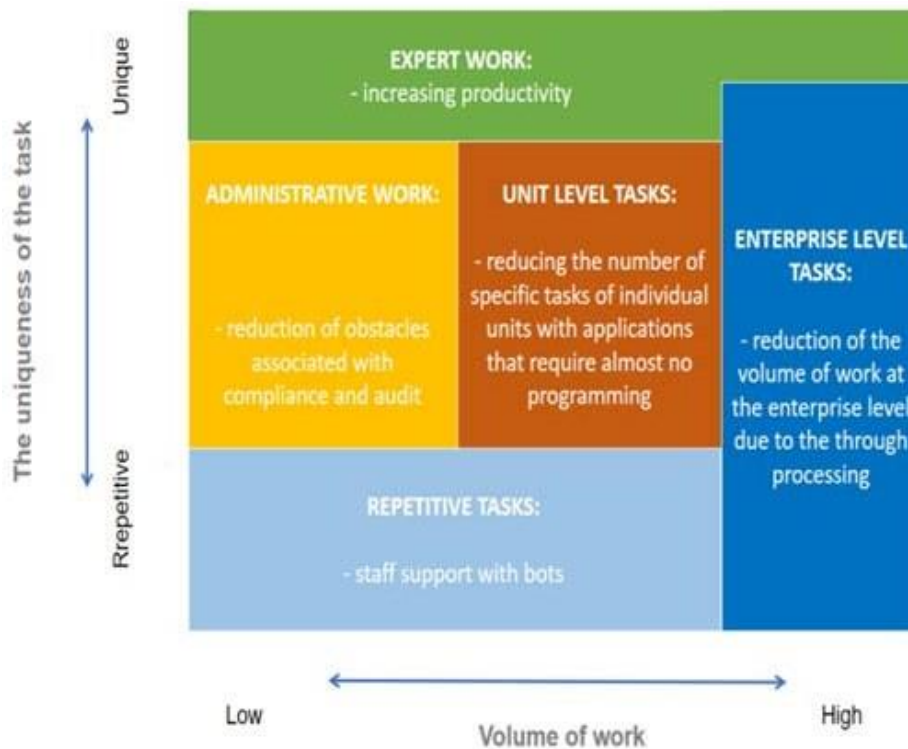 Unique
The uniqueness of the task
Rrepetitive
EXPERT WORK:
- increasing productivity
ADMINISTRATIVE WORK:
- reduction of obstacles
associated with
compliance and audit
UNIT LEVEL TASKS:
- reducing the number of
specific tasks of individual
units with applications
that require almost no
programming
ENTERPRISE LEVEL
TASKS:
- reduction of the
volume of work at
the enterprise level
due to the through
processing
REPETITIVE TASKS:
- staff support with bots
Low
High
Volume of work